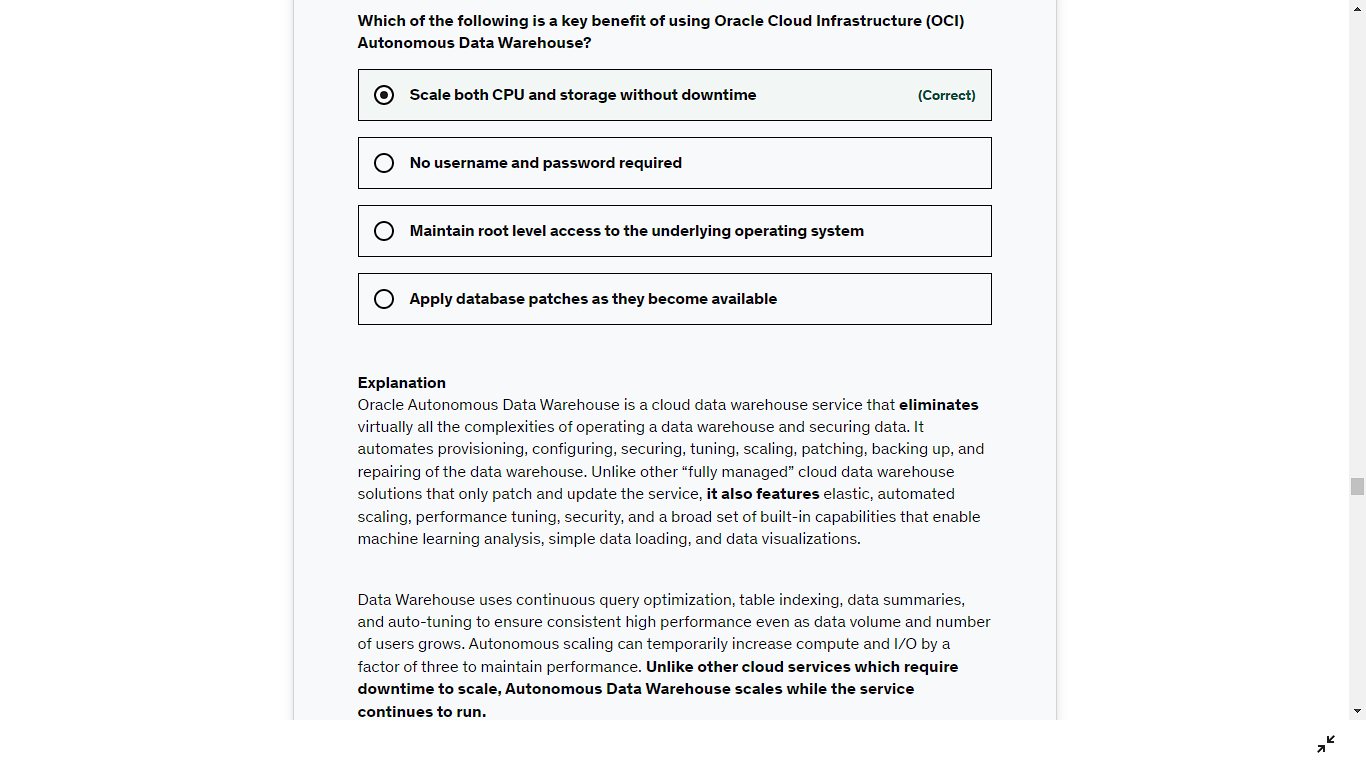 Which of the following is a key benefit of using Oracle Cloud Infrastructure (OCI)
Autonomous Data Warehouse?
Scale both CPU and storage without downtime (Correct)
No username and password required
Maintain root level access to the underlying operating system
Apply database patches as they become available
Explanation
Oracle Autonomous Data Warehouse is a cloud data warehouse service that eliminates
virtually all the complexities of operating a data warehouse and securing data. It
automates provisioning, configuring, securing, tuning, scaling, patching, backing up, and
repairing of the data warehouse. Unlike other “fully managed” cloud data warehouse
solutions that only patch and update the service, it also features elastic, automated
scaling, performance tuning, security, and a broad set of built-in capabilities that enable
machine learning analysis, simple data loading, and data visualizations.
Data Warehouse uses continuous query optimization, table indexing, data summaries,
and auto-tuning to ensure consistent high performance even as data volume and number
of users grows. Autonomous scaling can temporarily increase compute and I/O by a
factor of three to maintain performance. Unlike other cloud services which require
downtime to scale, Autonomous Data Warehouse scales while the service
continues to run.